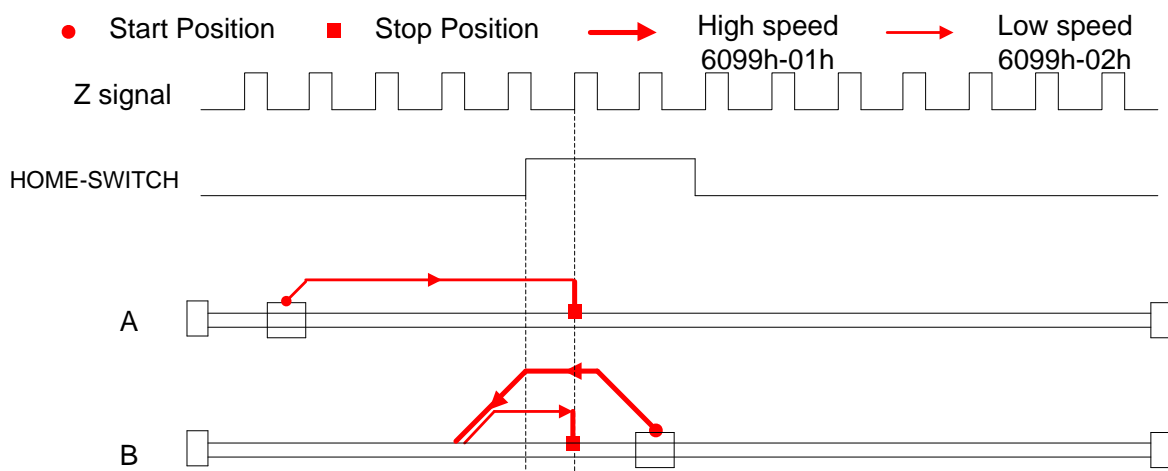 Start Position Stop Position High speed Low speed
6099h-01h 6099h-02h
Z signal
HOME-SWITCH
A
B